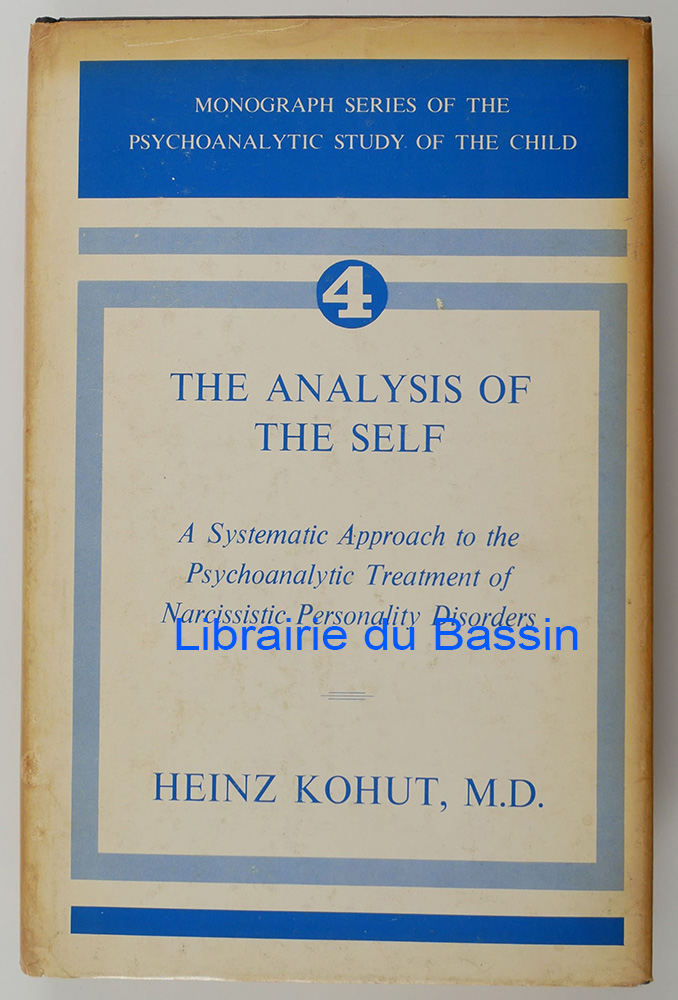 MONOGRAPH SERIES OF THE
PSYCHOANALYTIC STUDY OF THE CHILD
4
THE ANALYSIS OF
THE SELF
A Systematic Approach to the
Psychoanalytic Treatment of
Narcissistic Personality Disorders
Librairie du Bassin
HEINZ KOHUT, M.D.